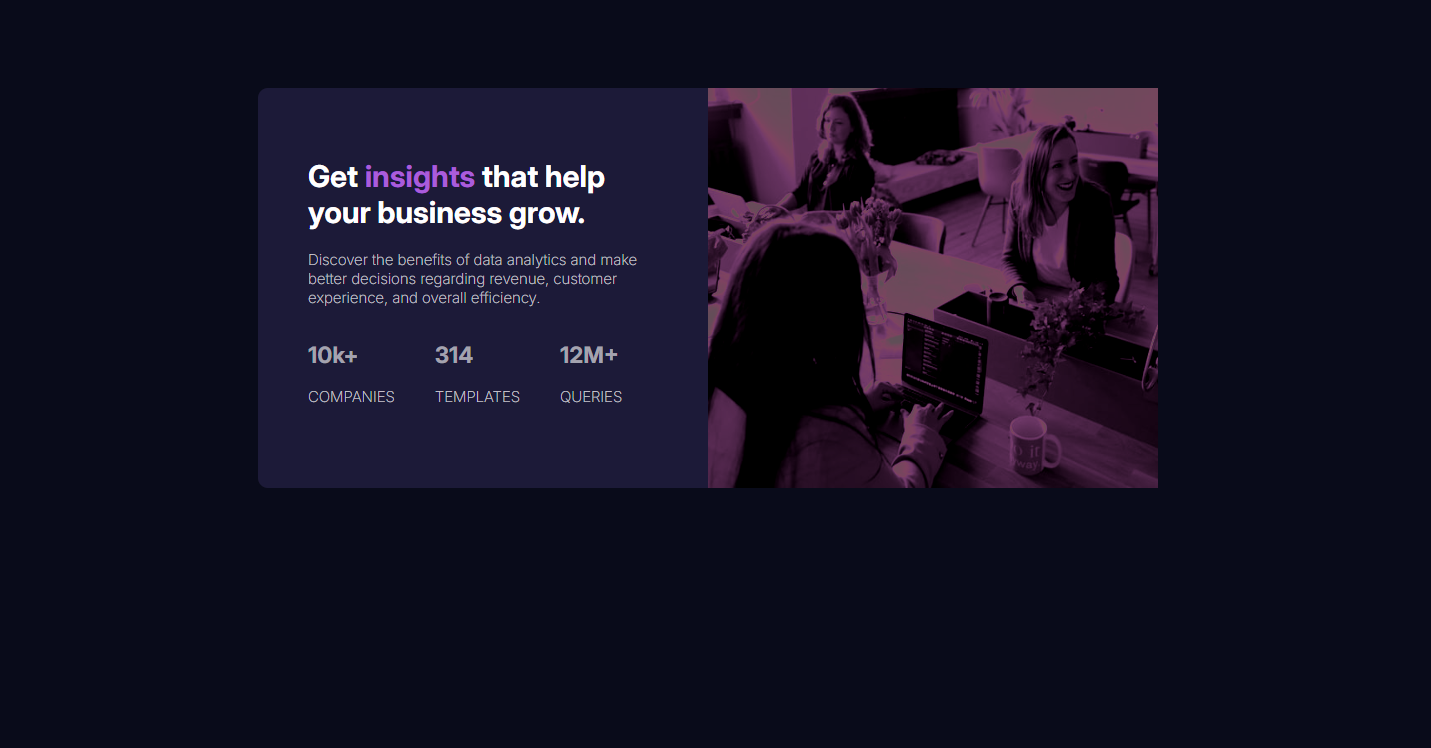 Get insights that help
your business grow.
Discover the benefits of data analytics and make
better decisions regarding revenue, customer
experience, and overall efficiency.
10k+ 314 12M+
COMPANIES TEMPLATES QUERIES